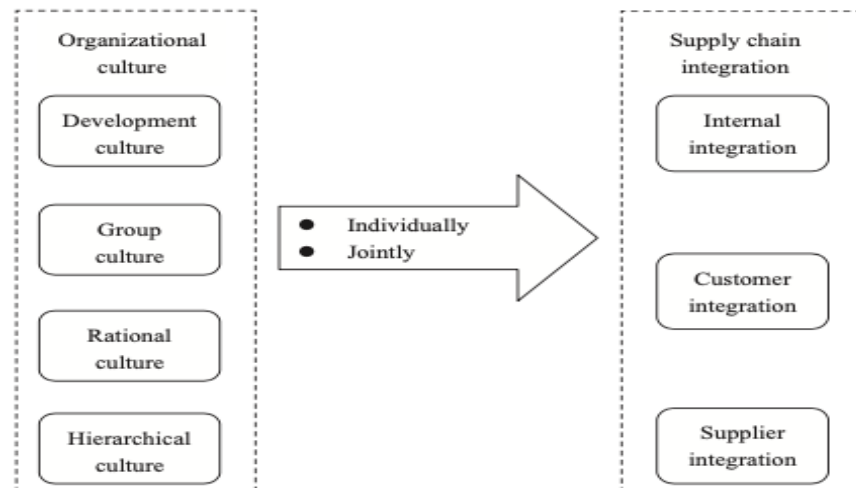 Organizational
culture
Development
culture
Group
culture
Rational
culture
Hierarchical
culture
● Individually
● Jointly
Supply chain
integration
Internal
integration
Customer
integration
Supplier
integration